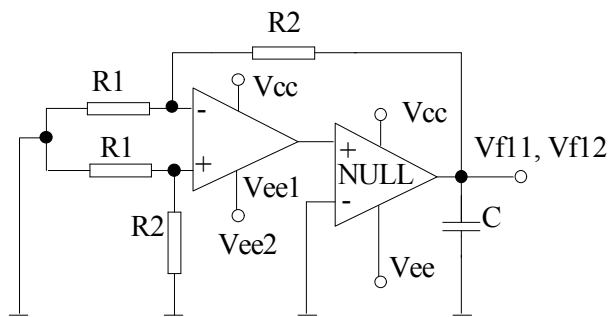 R2
R1
-
Vcc
Vcc
R1
+
+
NULL
-
Vf11, Vf12
Vee1
R2
Vee2
Vee
C